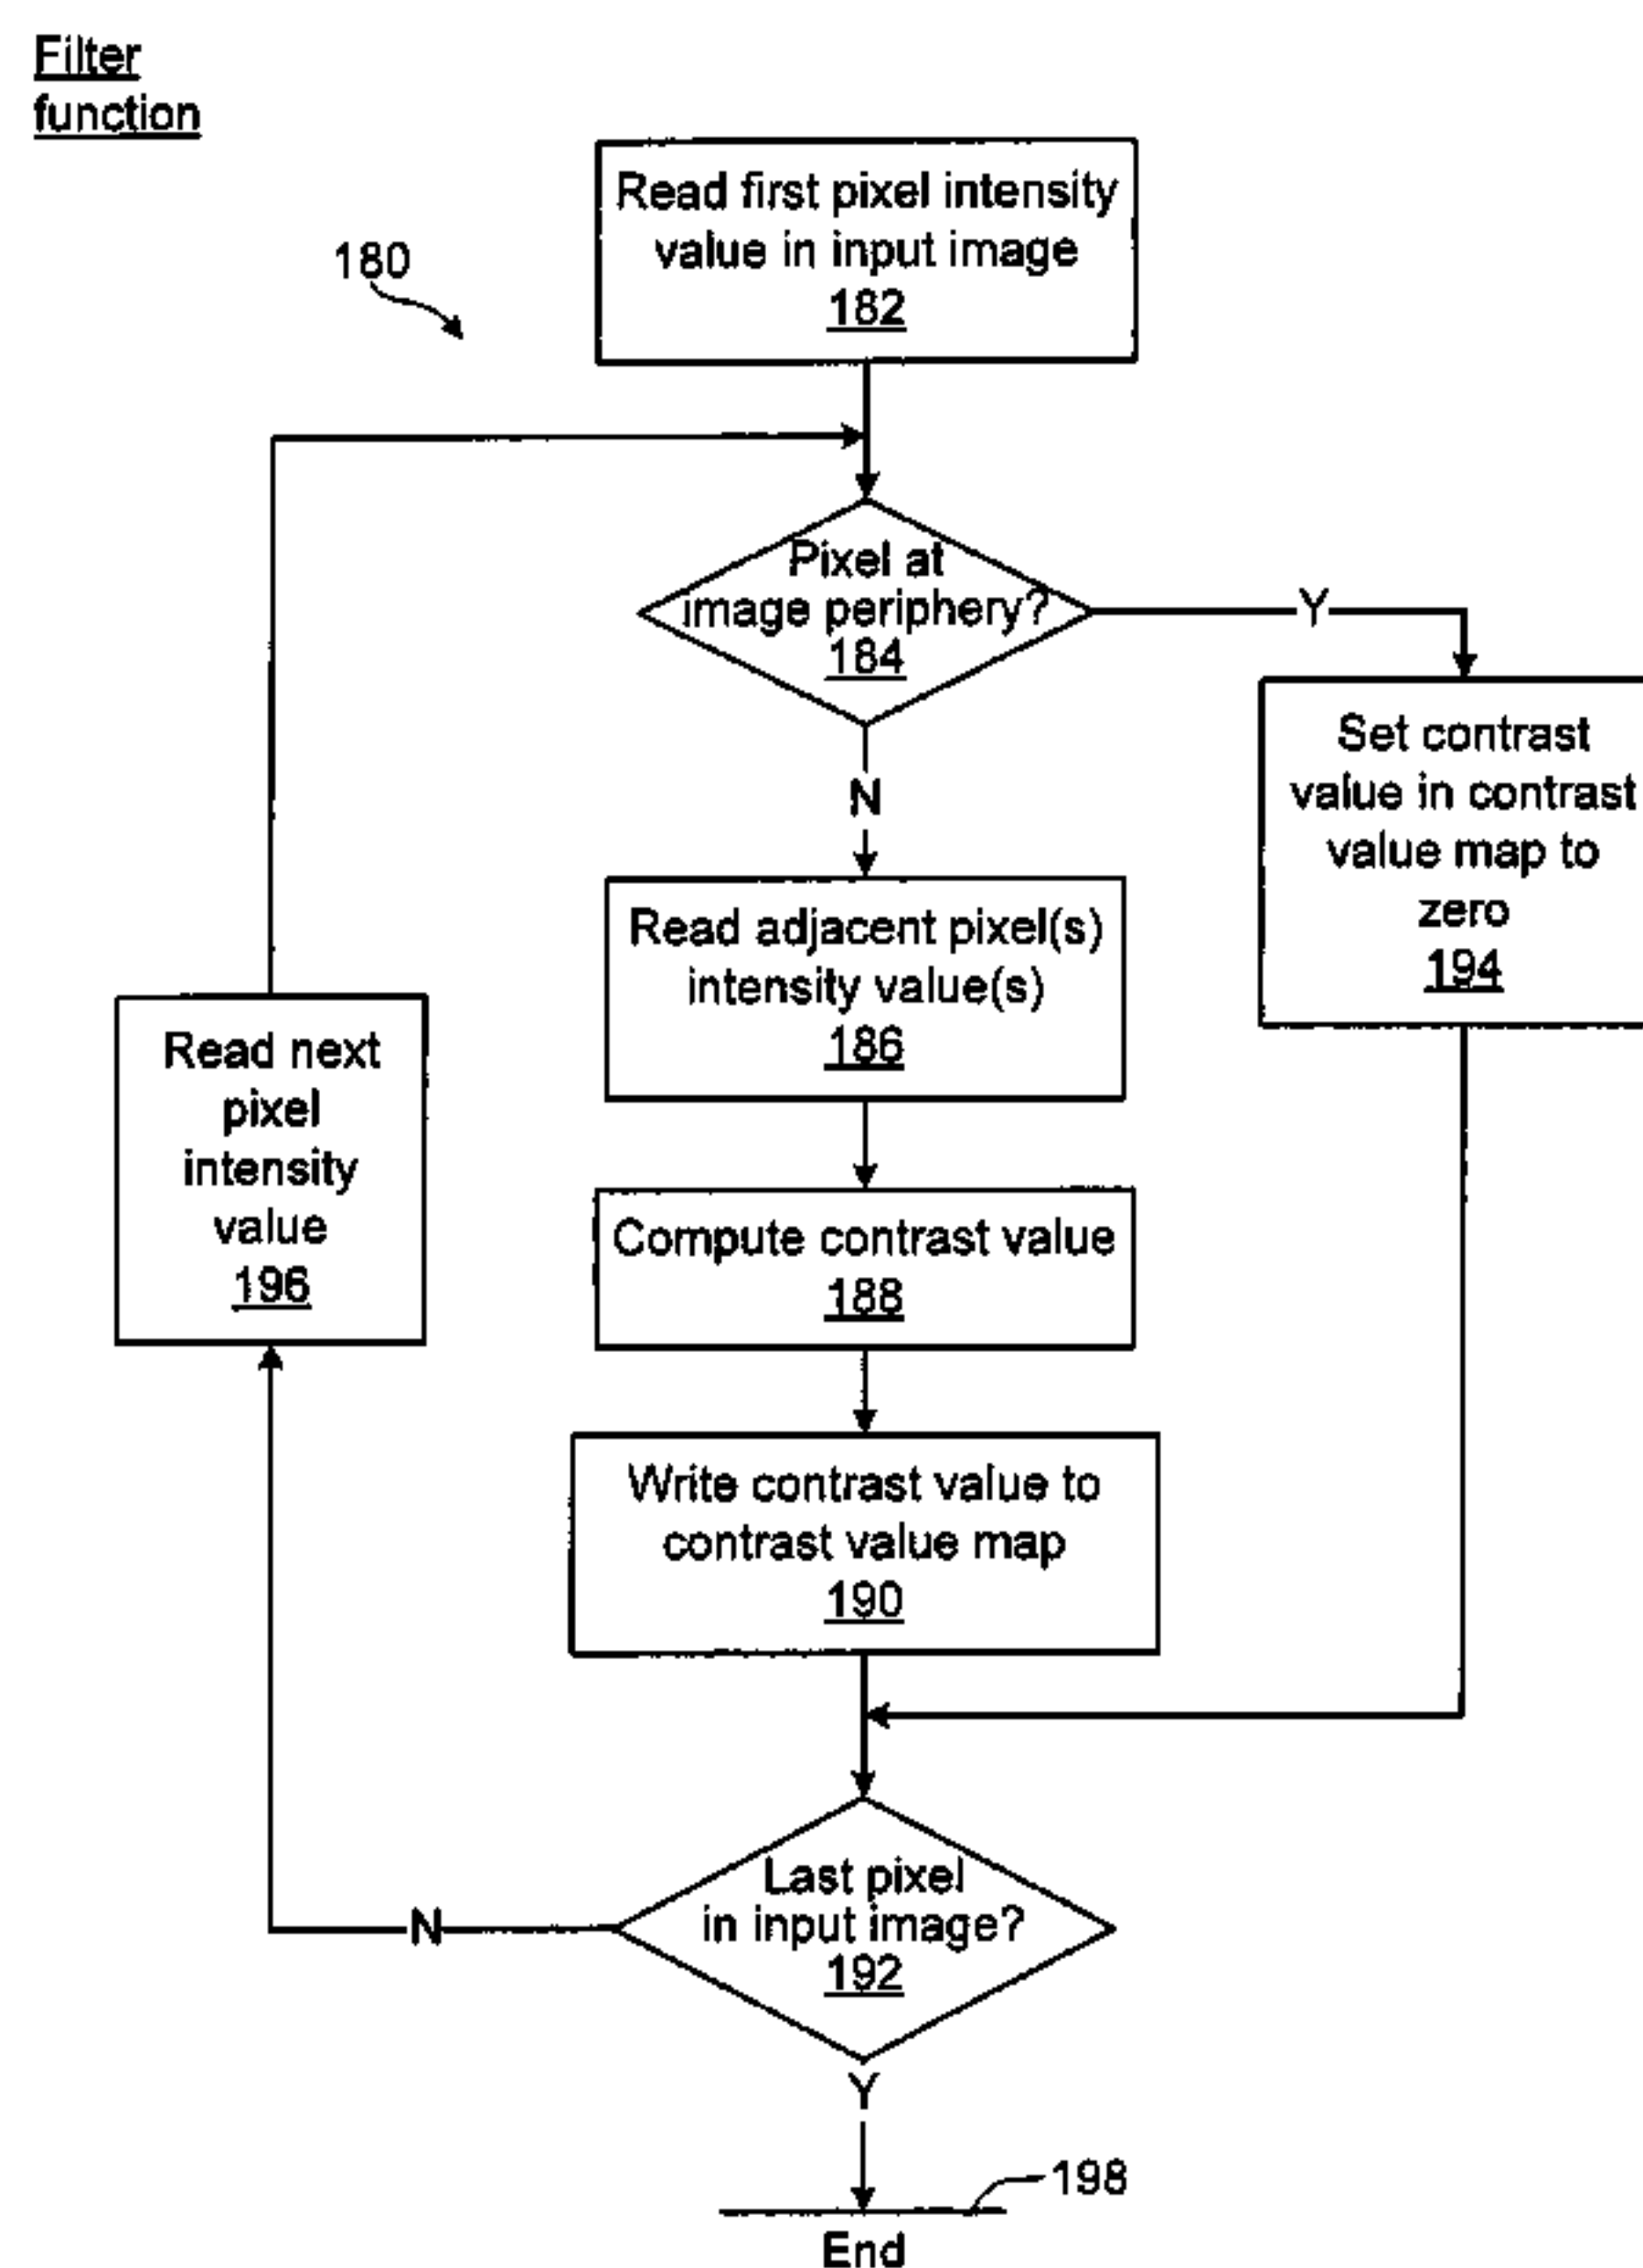 Filter
function
Read first pixel intensity
value in input image
182
180
Pixel at
image periphery?
184
Y
N
Set contrast
value in contrast
value map to
zero
194
Read adjacent pixel(s)
intensity value(s)
186
Read next
pixel
intensity
value
196
Compute contrast value
188
Write contrast value to
contrast value map
190
Last pixel
in input image?
192
N
Y
198
End